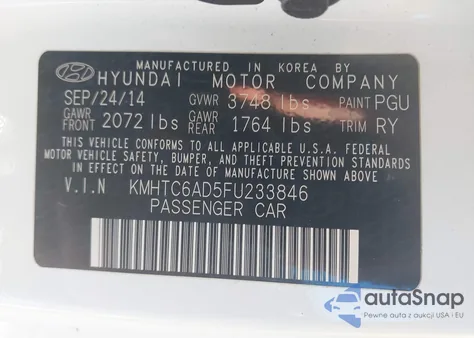 MANUFACTURED IN KOREA BY
HYUNDAI MOTOR COMPANY
SEP/24/14 GVWR 3748 lbs PAINT PGU
GAWR FRONT 2072 lbs GAWR REAR 1764 lbs TRIM RY
THIS VEHICLE CONFORMS TO ALL APPLICABLE U.S.A. FEDERAL
MOTOR VEHICLE SAFETY, BUMPER, AND THEFT PREVENTION
STANDARDS IN EFFECT ON THE DATE OF MANUFACTURE SHOWN ABOVE.
V.I.N KMHTC6AD5FU233846
PASSENGER CAR
autaSnap
Pewne auta z aukcji USA i EU